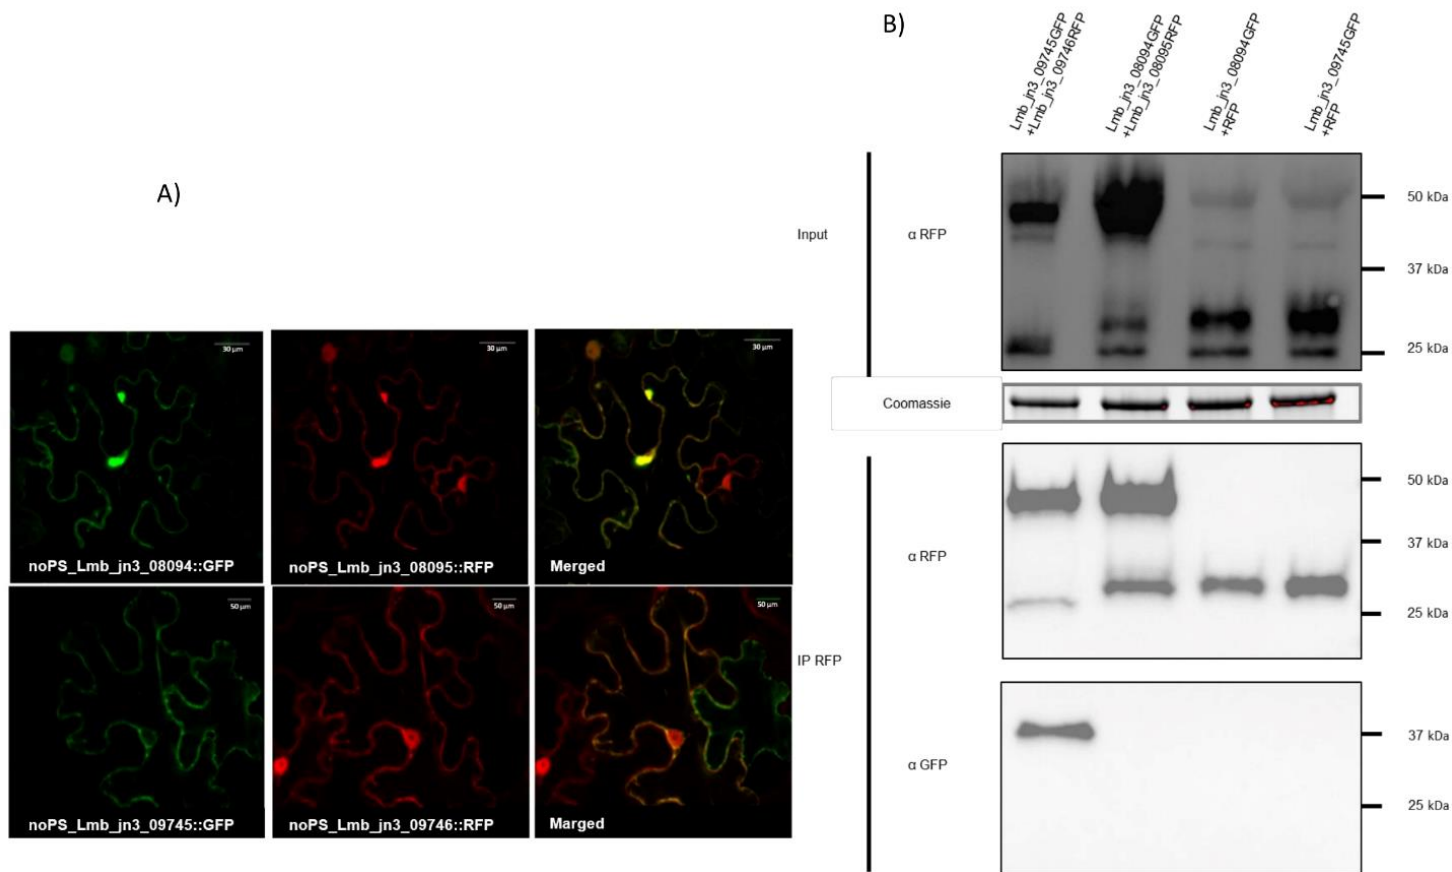 A)
30 µm
30 µm
30 µm
noPS_Lmb_jn3_08094::GFP
noPS_Lmb_jn3_08095::RFP
Merged
50 µm
50 µm
50 µm
noPS_Lmb_jn3_09745::GFP
noPS_Lmb_jn3_09746::RFP
Marged
B)
Lmb_jn3_09745GFP
+Lmb_jn3_09746RFP
Lmb_jn3_08094GFP
+Lmb_jn3_08095RFP
Lmb_jn3_08094GFP
+RFP
Lmb_jn3_09745GFP
+RFP
Input
α RFP
50 kDa
37 kDa
25 kDa
Coomassie
IP RFP
α RFP
50 kDa
37 kDa
25 kDa
α GFP
37 kDa
25 kDa